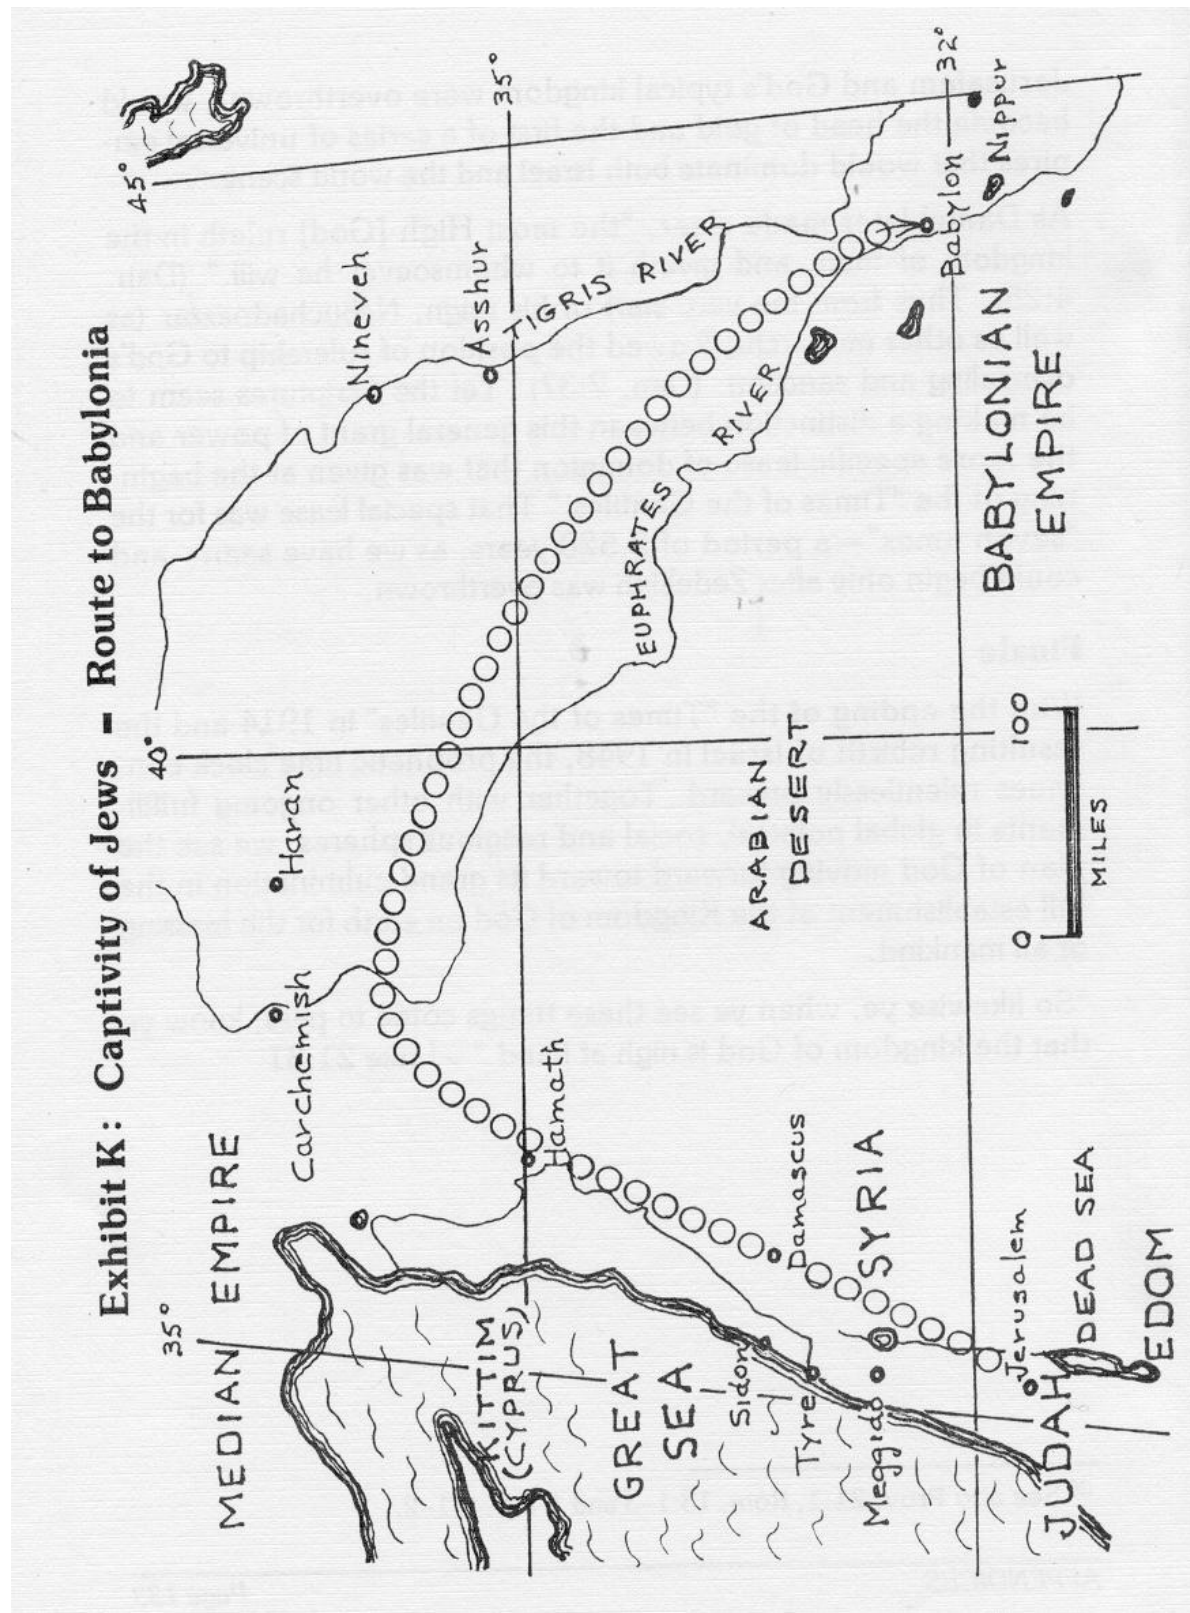 Exhibit K: Captivity of Jews – Route to Babylonia
35°
40°
45°
MEDIAN EMPIRE
Carchemish
Haran
Nineveh
Asshur
TIGRIS RIVER
35°
KITTIM
(CYPRUS)
Hamath
EUPHRATES RIVER
GREAT
SEA
Sidon
Tyre
Damascus
ARABIAN
DESERT
Meggido
SYRIA
Babylon
32°
Nippur
BABYLONIAN
EMPIRE
Jerusalem
JUDAH
DEAD SEA
EDOM
0 100
MILES